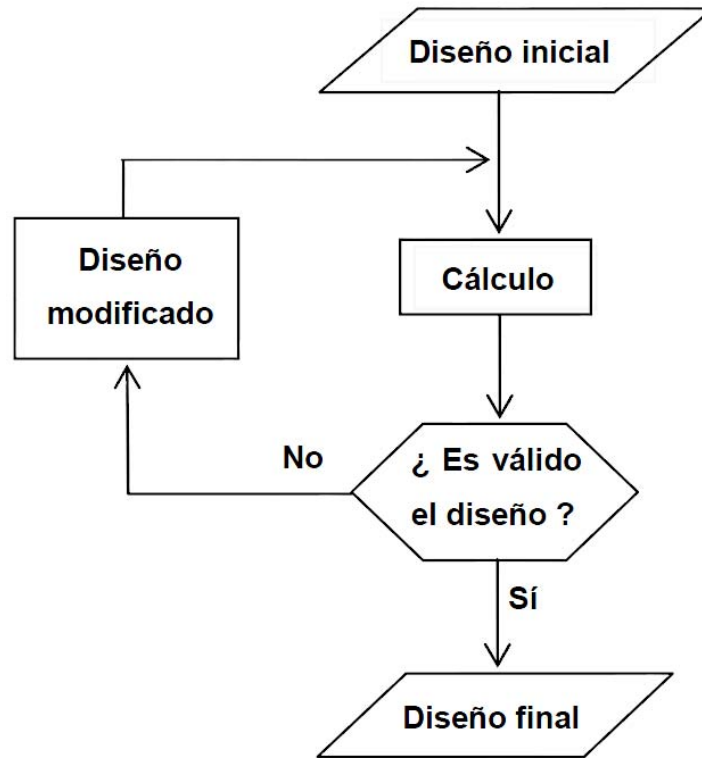 Diseño inicial
Diseño
modificado
Cálculo
No
¿ Es válido
el diseño ?
Sí
Diseño final